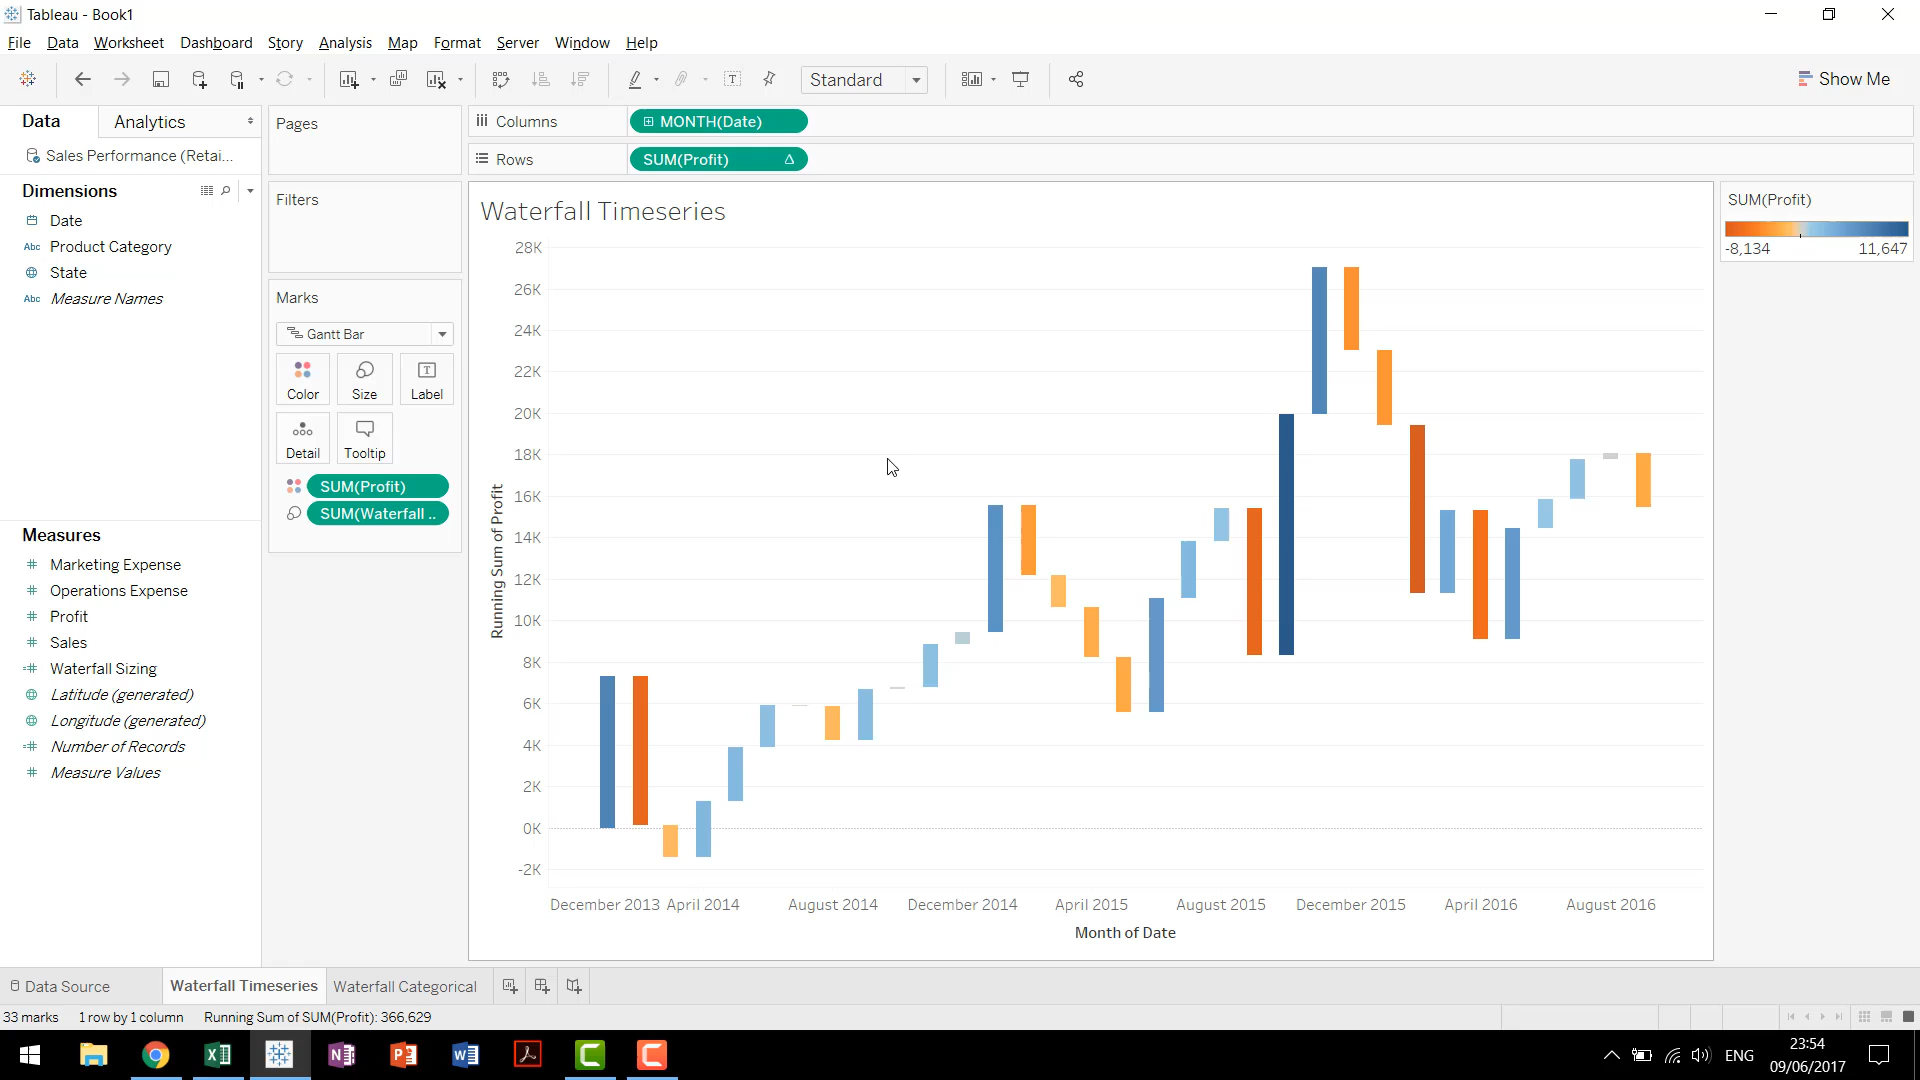 Tableau - Book1
File Data Worksheet Dashboard Story Analysis Map Format Server Window Help
Standard
Show Me
Data Analytics
Sales Performance (Retai...
Dimensions
Date
Abc Product Category
State
Abc Measure Names
Measures
Marketing Expense
Operations Expense
Profit
Sales
Waterfall Sizing
Latitude (generated)
Longitude (generated)
Number of Records
Measure Values
Pages
Filters
Marks
Gantt Bar
Color Size Label
Detail Tooltip
SUM(Profit)
SUM(Waterfall ..
Columns MONTH(Date)
Rows SUM(Profit) Δ
Waterfall Timeseries
28K
26K
24K
22K
20K
18K
16K
14K
12K
10K
8K
6K
4K
2K
0K
-2K
Running Sum of Profit
December 2013 April 2014 August 2014 December 2014 April 2015 August 2015 December 2015 April 2016 August 2016
Month of Date
SUM(Profit)
-8,134 11,647
Data Source Waterfall Timeseries Waterfall Categorical
33 marks 1 row by 1 column Running Sum of SUM(Profit): 366,629
ENG
23:54
09/06/2017